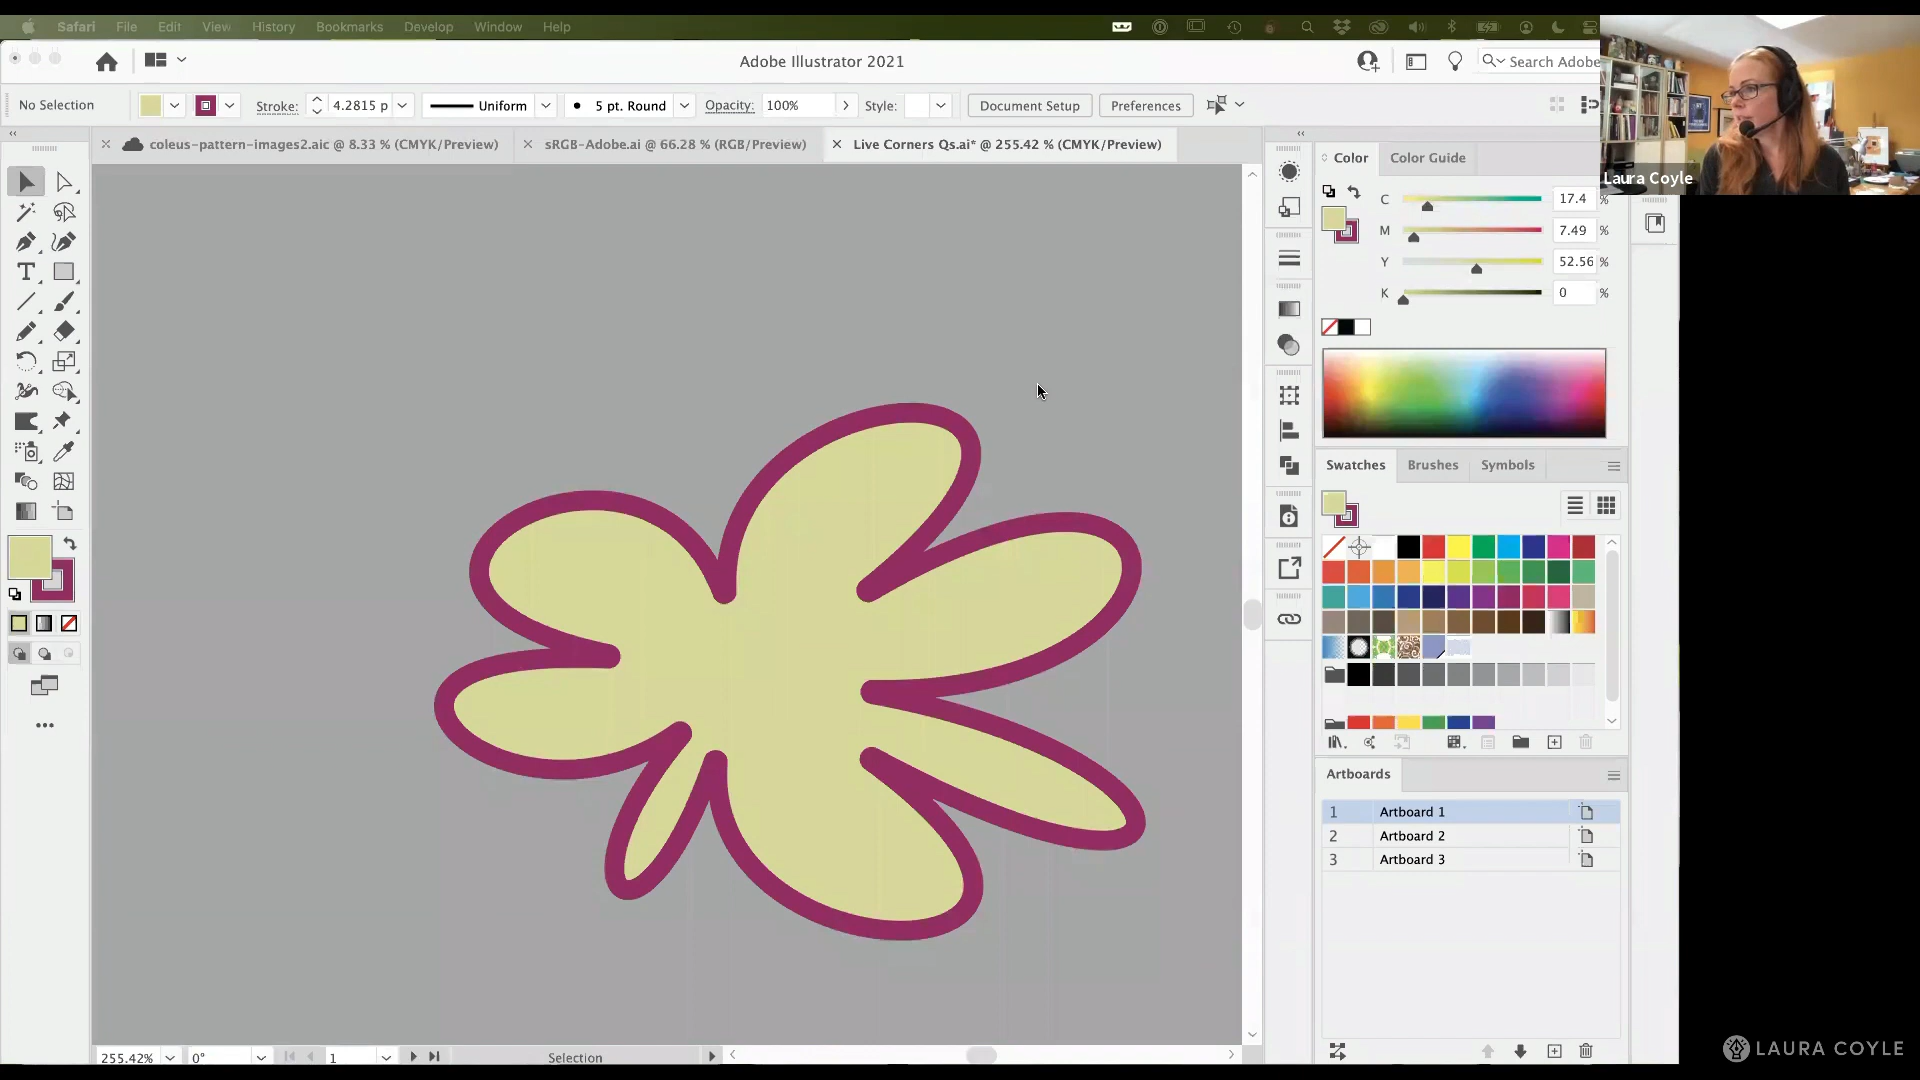 Safari File Edit View History Bookmarks Develop Window Help
Adobe Illustrator 2021
Search Adobe
No Selection
Stroke: 4.2815 p
Uniform
5 pt. Round
Opacity: 100%
Style:
Document Setup
Preferences
coleus-pattern-images2.aic @ 8.33 % (CMYK/Preview)
sRGB-Adobe.ai @ 66.28 % (RGB/Preview)
Live Corners Qs.ai* @ 255.42 % (CMYK/Preview)
Color
Color Guide
Laura Coyle
C 17.4 %
M 7.49 %
Y 52.56 %
K 0 %
Swatches
Brushes
Symbols
Artboards
1 Artboard 1
2 Artboard 2
3 Artboard 3
255.42%
0°
1
Selection
LAURA COYLE